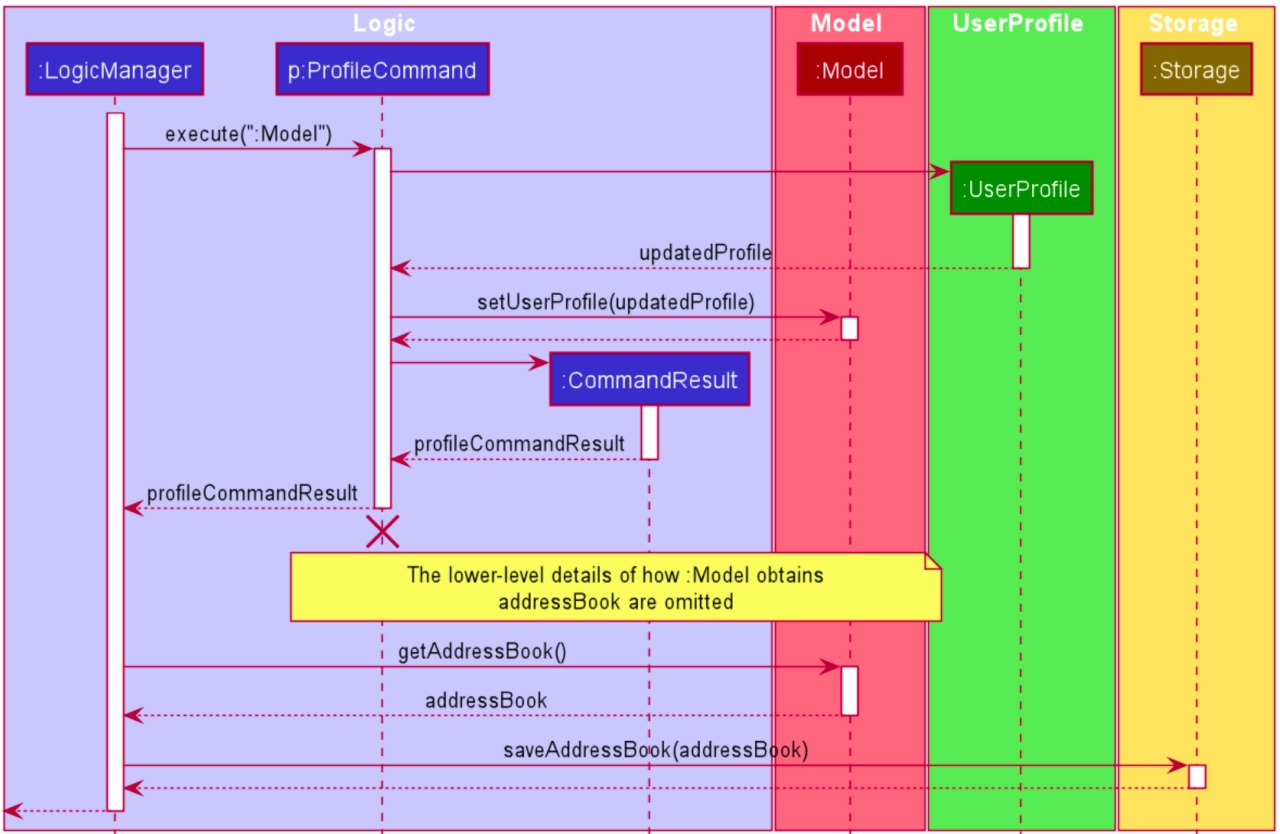 Logic
Model
UserProfile
Storage
:LogicManager
p:ProfileCommand
:Model
:Storage
execute(":Model")
:UserProfile
updatedProfile
setUserProfile(updatedProfile)
:CommandResult
profileCommandResult
profileCommandResult
The lower-level details of how :Model obtains
addressBook are omitted
getAddressBook()
addressBook
saveAddressBook(addressBook)